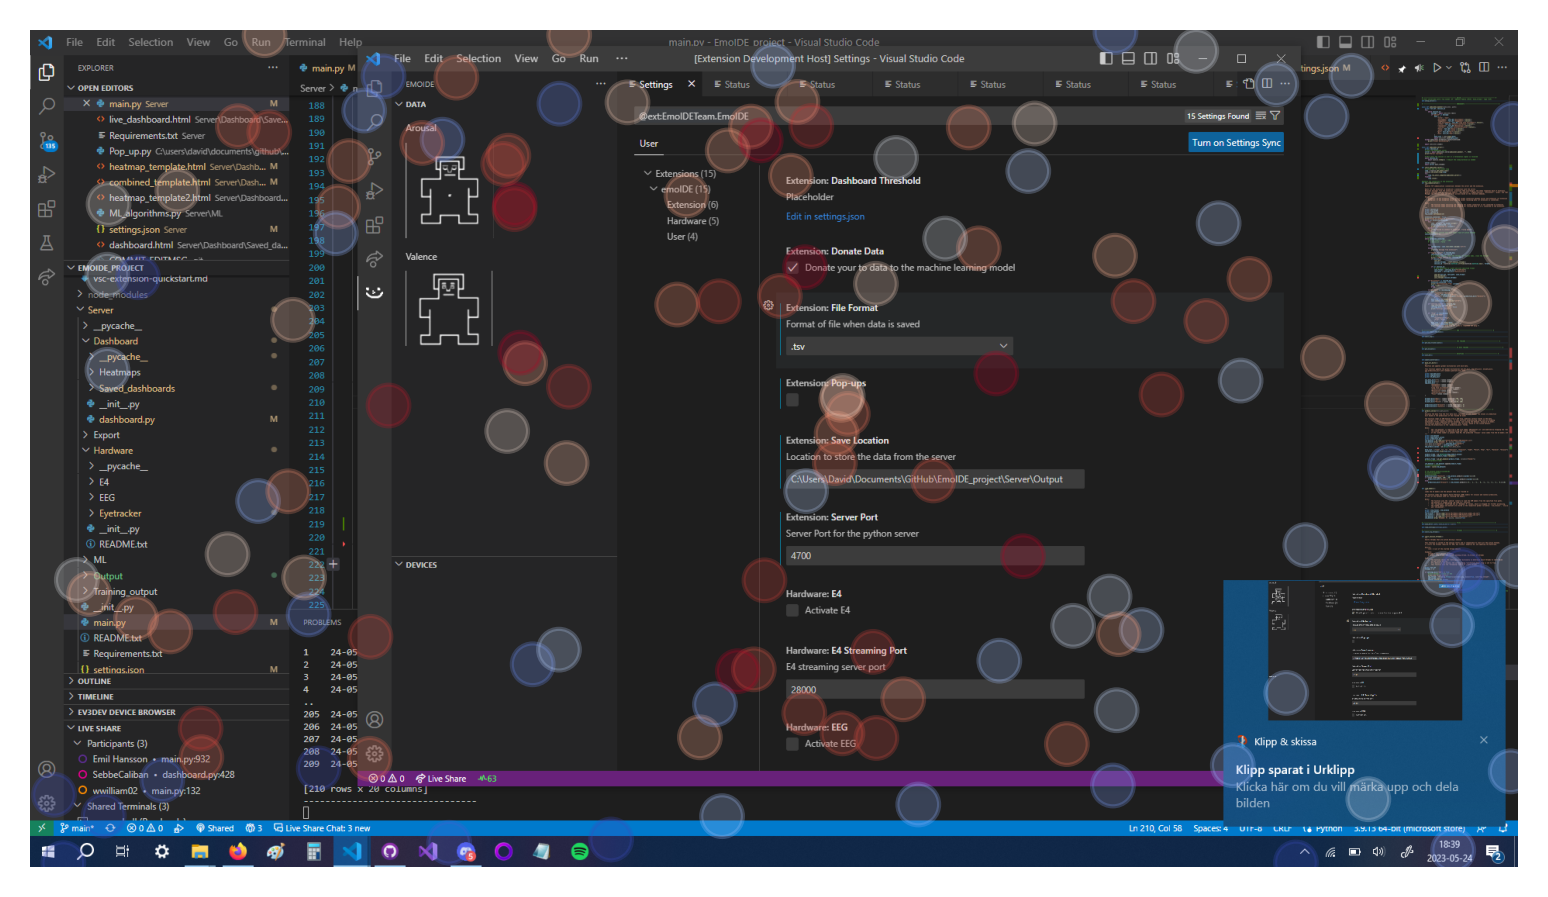 File Edit Selection View Go Run Terminal Help
main.py - EmoIDE_project - Visual Studio Code
EXPLORER
OPEN EDITORS
main.py Server M
live_dashboard.html Server\Dashboard\Save...
Requirements.txt Server
Pop_up.py C:\users\david\documents\github\...
heatmap_template.html Server\Dashb... M
combined_template.html Server\dash... M
heatmap_template2.html Server\Dashboard...
ML_algorithms.py Server\ML
settings.json Server M
dashboard.html Server\Dashboard\Saved_da...
EMOIDE_PROJECT
vsc-extension-quickstart.md
node_modules
Server
__pycache__
Dashboard
__pycache__
Heatmaps
Saved_dashboards
__init__.py
dashboard.py M
Export
Hardware
__pycache__
E4
EEG
Eyetracker
__init__.py
README.txt
ML
Output
Training_output
__init__.py
main.py M
README.txt
Requirements.txt
settings.json M
OUTLINE
TIMELINE
EV3DEV DEVICE BROWSER
LIVE SHARE
Participants (3)
Emil Hansson • main.py:932
SebbeCaliban • dashboard.py:428
wwilliam02 • main.py:132
Shared Terminals (3)
main.py M
Server >
188
189
190
191
192
193
194
195
196
197
198
199
200
201
202
203
204
205
206
207
208
209
210
211
212
213
214
215
216
217
218
219
220
221
222
223
224
225
PROBLEMS
1 24-05
2 24-05
3 24-05
4 24-05
..
205 24-05
206 24-05
207 24-05
208 24-05
209 24-05
[210 rows x 20 columns]
--------------------------------
File Edit Selection View Go Run ···
[Extension Development Host] Settings - Visual Studio Code
EMOIDE
DATA
Arousal
Valence
DEVICES
Settings
Status
Status
Status
Status
Status
Status
@ext:EmoIDETeam.EmoIDE
15 Settings Found
User
Turn on Settings Sync
Extensions (15)
emoIDE (15)
Extension (6)
Hardware (5)
User (4)
Extension: Dashboard Threshold
Placeholder
Edit in settings.json
Extension: Donate Data
Donate your to data to the machine learning model
Extension: File Format
Format of file when data is saved
.tsv
Extension: Pop-ups
Extension: Save Location
Location to store the data from the server
C:\Users\David\Documents\GitHub\EmoIDE_project\Server\Output
Extension: Server Port
Server Port for the python server
4700
Hardware: E4
Activate E4
Hardware: E4 Streaming Port
E4 streaming server port
28000
Hardware: EEG
Activate EEG
0 0 Live Share 63
tings.json M
Klipp & skissa
Klipp sparat i Urklipp
Klicka här om du vill märka upp och dela
bilden
main* 0 0 Shared 3 Live Share Chat: 3 new
Ln 210, Col 58 Spaces: 4 UTF-8 CRLF Python 3.9.13 64-bit (microsoft store)
18:39
2023-05-24
2